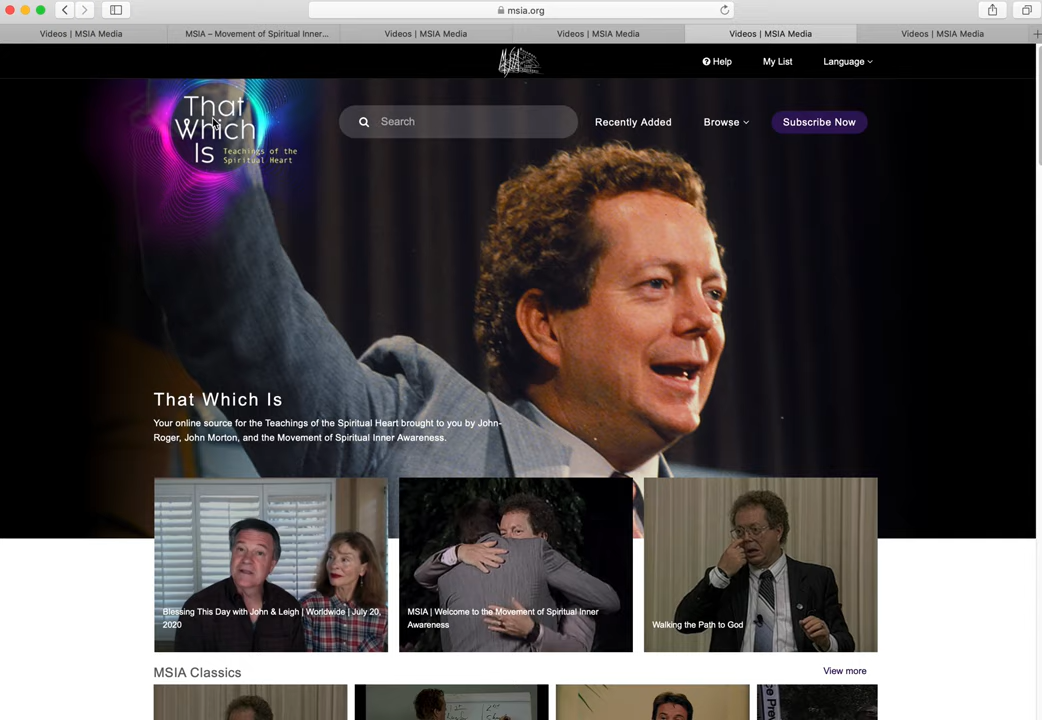 msia.org
Videos | MSIA Media
MSIA – Movement of Spiritual Inner...
Videos | MSIA Media
Videos | MSIA Media
Videos | MSIA Media
Videos | MSIA Media
Help
My List
Language
That
Which
Is
Teachings of the
Spiritual Heart
Search
Recently Added
Browse
Subscribe Now
That Which Is
Your online source for the Teachings of the Spiritual Heart brought to you by John-
Roger, John Morton, and the Movement of Spiritual Inner Awareness.
Blessing This Day with John & Leigh | Worldwide | July 20,
2020
MSIA | Welcome to the Movement of Spiritual Inner
Awareness
Walking the Path to God
MSIA Classics
View more